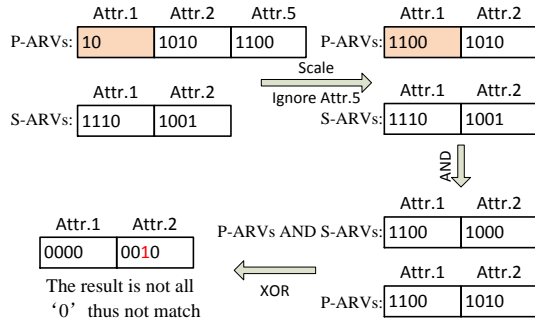 Attr.1 Attr.2 Attr.5
P-ARVs: 10 1010 1100
Attr.1 Attr.2
P-ARVs: 1100 1010
Scale
Ignore Attr.5
Attr.1 Attr.2
S-ARVs: 1110 1001
Attr.1 Attr.2
S-ARVs: 1110 1001
AND
Attr.1 Attr.2
P-ARVs AND S-ARVs: 1100 1000
Attr.1 Attr.2
P-ARVs: 1100 1010
XOR
Attr.1 Attr.2
0000 0010
The result is not all
‘0’ thus not match